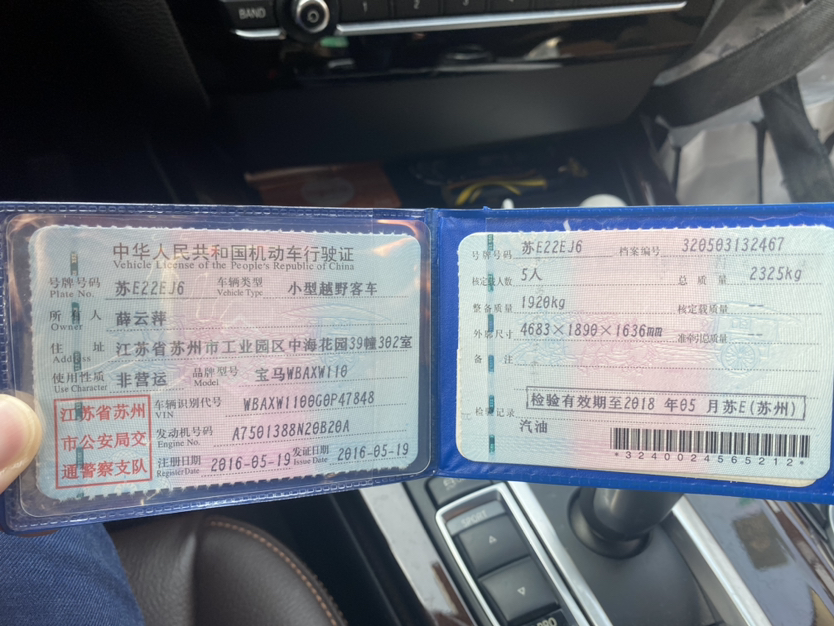 BAND
1
2
3
中华人民共和国机动车行驶证
Vehicle License of the People's Republic of China
号牌号码 苏E22EJ6 车辆类型 小型越野客车
Plate No. Vehicle Type
所有人 薛云萍
Owner
住址 江苏省苏州市工业园区中海花园39幢302室
Address
使用性质 非营运 品牌型号 宝马WBAXW110
Use Character Model
江苏省苏州
市公安局交
通警察支队
车辆识别代号 WBAXW1100G0P47848
VIN
发动机号码 A7501388N20B20A
Engine No.
注册日期 2016-05-19 发证日期 2016-05-19
Register Date Issue Date
号牌号码 苏E22EJ6 档案编号 320503132467
核定载人数 5人 总质量 2325kg
整备质量 1920kg 核定载质量 --
外廓尺寸 4683×1890×1636mm 准牵引总质量 --
备注
检验记录 检验有效期至2018 年05 月苏E(苏州)
汽油
*3240024565212*
SPORT